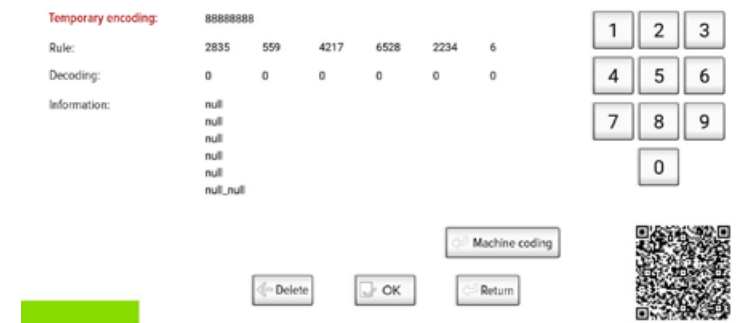 Temporary encoding: 88888888
Rule: 2835 559 4217 6528 2234 6
Decoding: 0 0 0 0 0 0
Information: null
null
null
null
null
null_null
1 2 3
4 5 6
7 8 9
0
Machine coding
Delete OK Return